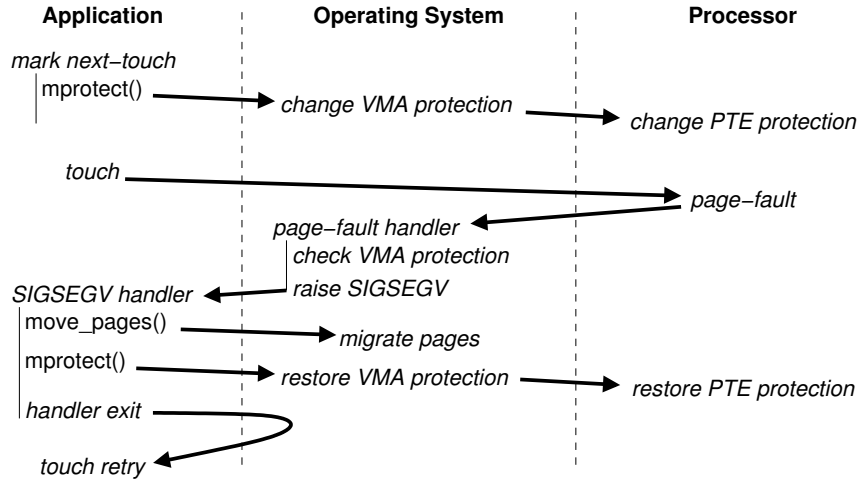 Application Operating System Processor
mark next−touch
mprotect()
change VMA protection
change PTE protection
touch
page−fault
page−fault handler
check VMA protection
raise SIGSEGV
SIGSEGV handler
move_pages()
migrate pages
mprotect()
restore VMA protection
restore PTE protection
handler exit
touch retry